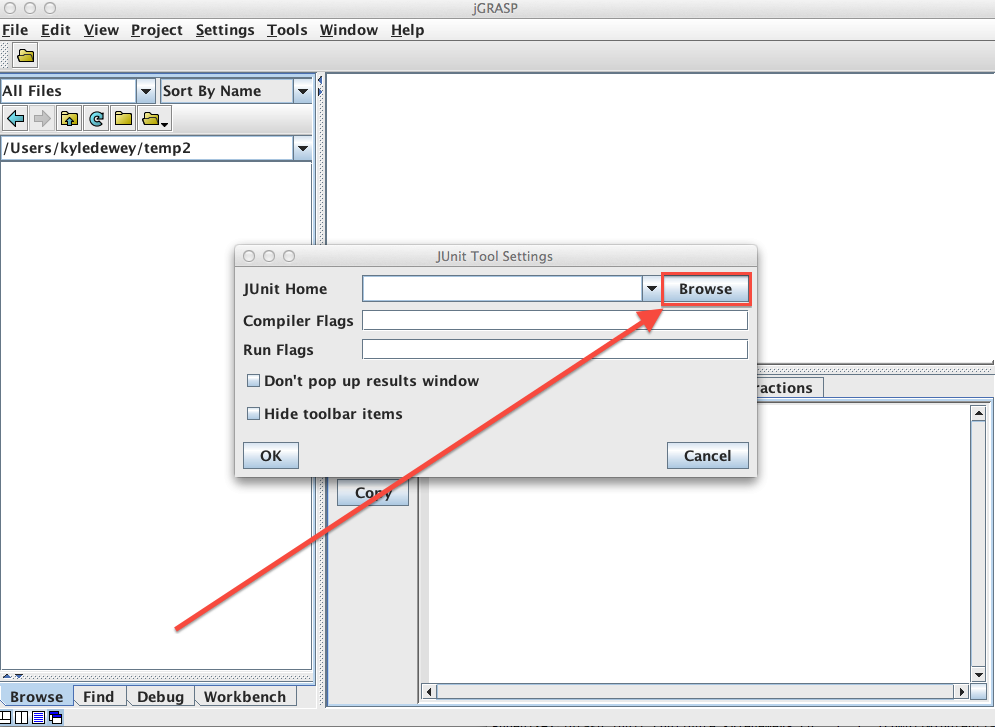 jGRASP
File Edit View Project Settings Tools Window Help
All Files Sort By Name
/Users/kyledewey/temp2
JUnit Tool Settings
JUnit Home Browse
Compiler Flags
Run Flags
Don't pop up results window
ractions
Hide toolbar items
OK Cancel
Copy
Browse Find Debug Workbench